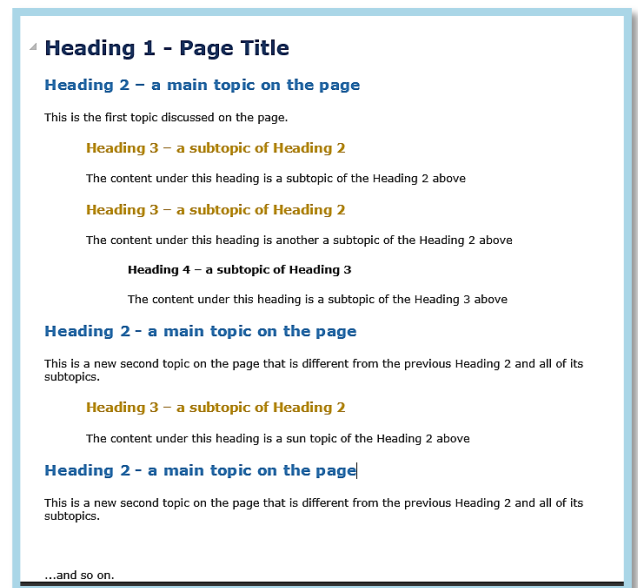 Heading 1 - Page Title
Heading 2 – a main topic on the page
This is the first topic discussed on the page.
Heading 3 – a subtopic of Heading 2
The content under this heading is a subtopic of the Heading 2 above
Heading 3 – a subtopic of Heading 2
The content under this heading is another a subtopic of the Heading 2 above
Heading 4 – a subtopic of Heading 3
The content under this heading is a subtopic of the Heading 3 above
Heading 2 - a main topic on the page
This is a new second topic on the page that is different from the previous Heading 2 and all of its
subtopics.
Heading 3 – a subtopic of Heading 2
The content under this heading is a sun topic of the Heading 2 above
Heading 2 - a main topic on the page
This is a new second topic on the page that is different from the previous Heading 2 and all of its
subtopics.
...and so on.